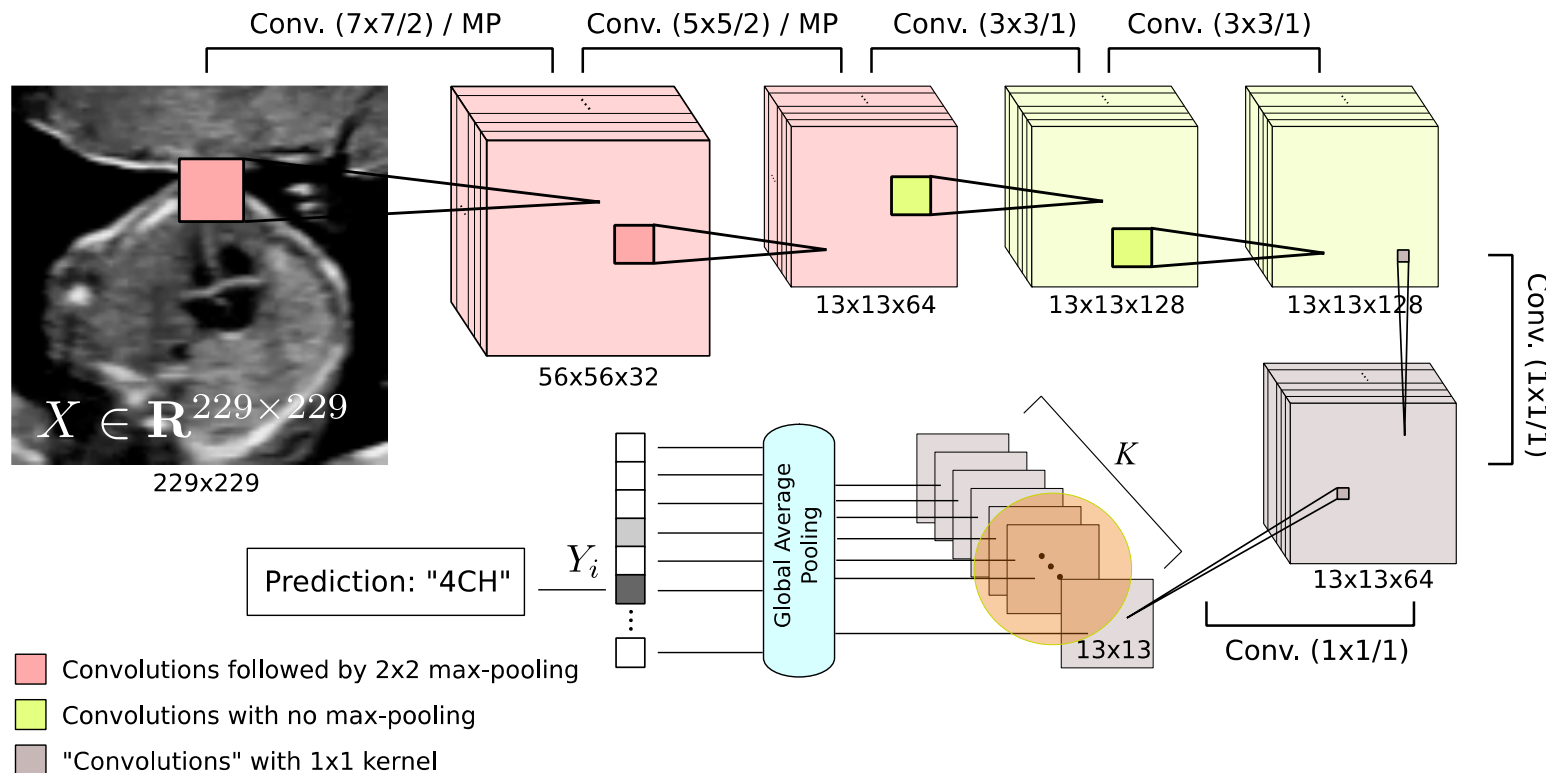 Conv. (7x7/2) / MP
Conv. (5x5/2) / MP
Conv. (3x3/1)
Conv. (3x3/1)
X ∈ R^{229×229}
229x229
56x56x32
13x13x64
13x13x128
13x13x128
Conv. (1x1/1)
13x13x64
Conv. (1x1/1)
K
13x13
Global Average
Pooling
Y_i
Prediction: "4CH"
Convolutions followed by 2x2 max-pooling
Convolutions with no max-pooling
"Convolutions" with 1x1 kernel